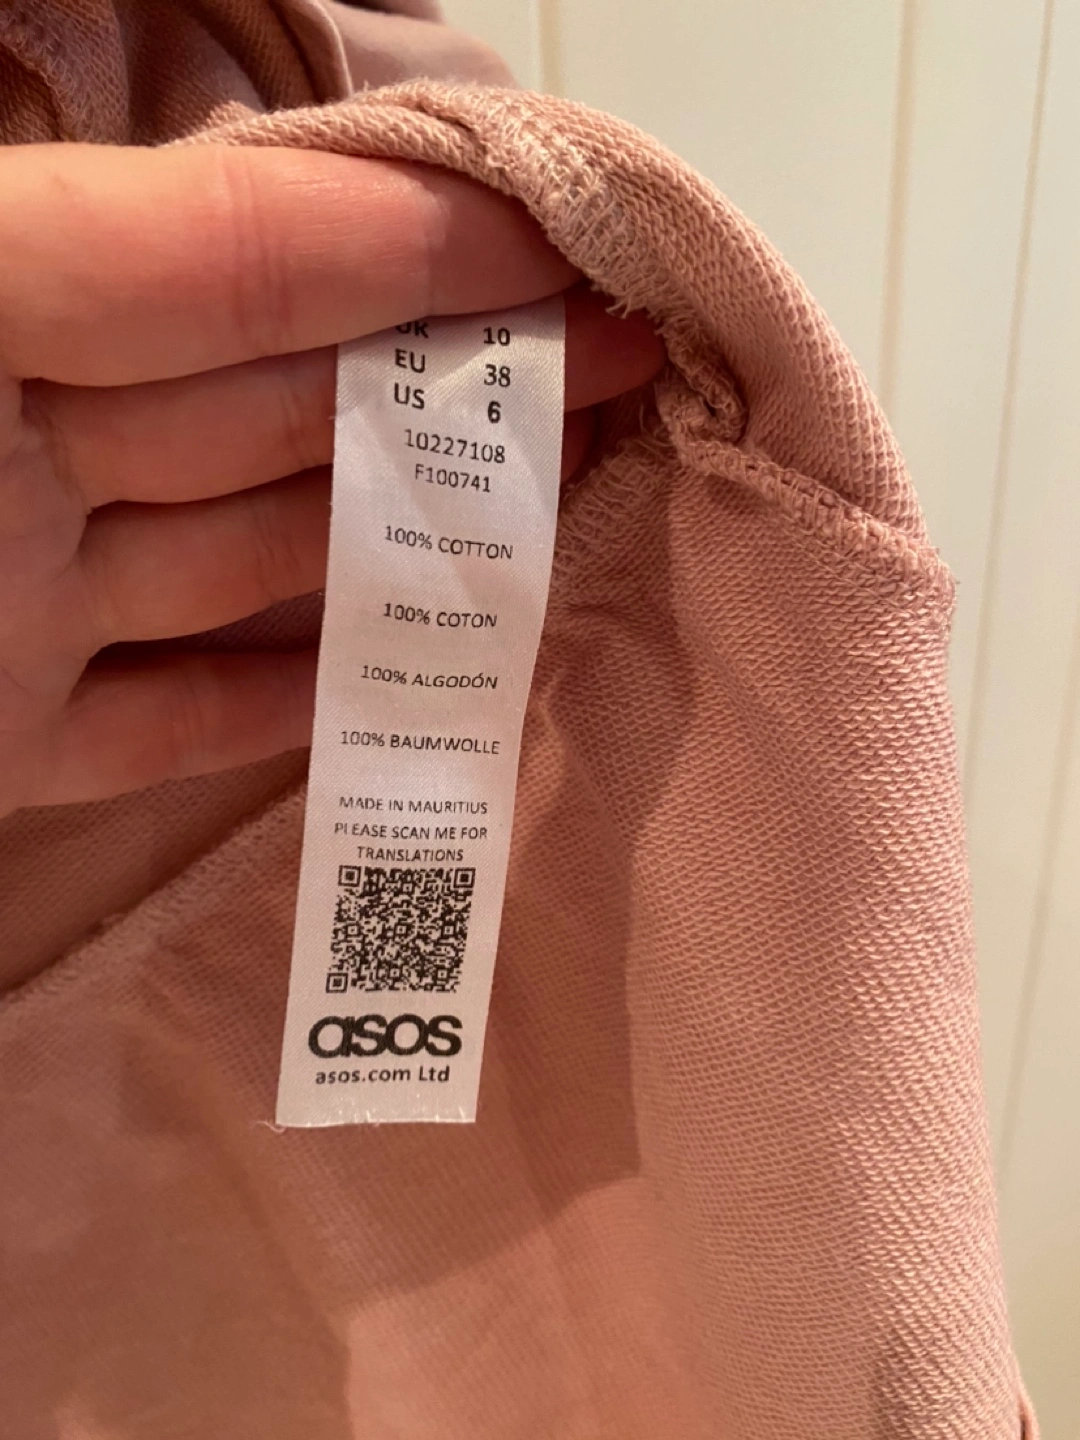 UK 10
EU 38
US 6
10227108
F100741
100% COTTON
100% COTON
100% ALGODÓN
100% BAUMWOLLE
MADE IN MAURITIUS
PLEASE SCAN ME FOR
TRANSLATIONS
asos
asos.com Ltd